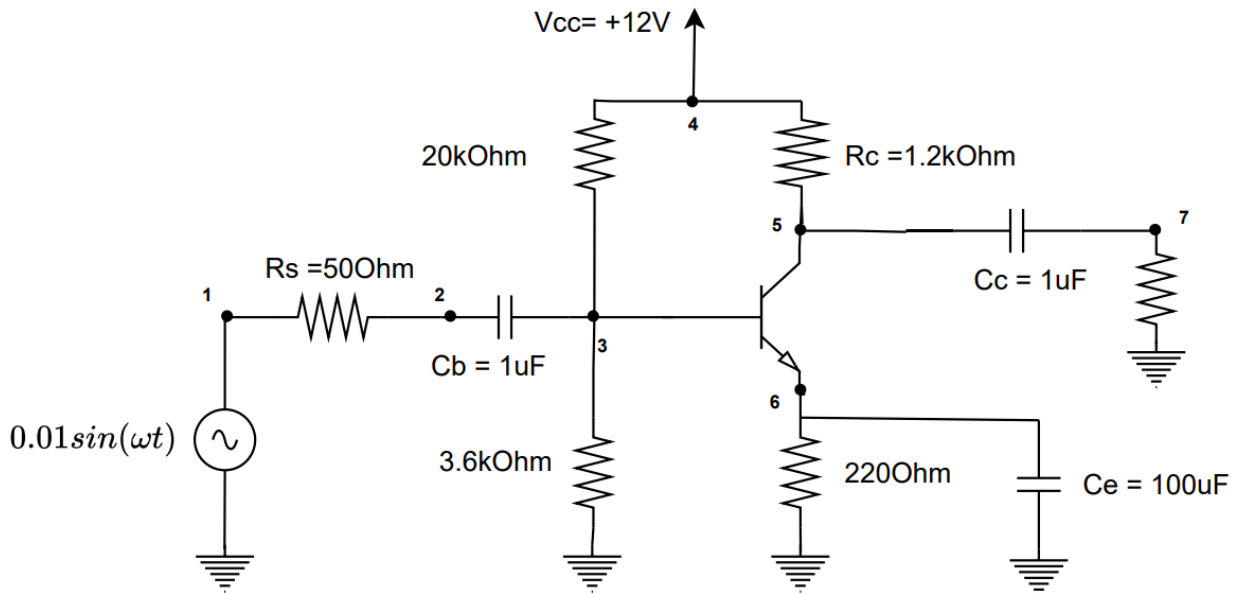 Vcc= +12V
4
20kOhm
Rc =1.2kOhm
5
7
Rs =50Ohm
Cc = 1uF
1
2
3
Cb = 1uF
6
0.01sin(ωt)
3.6kOhm
220Ohm
Ce = 100uF